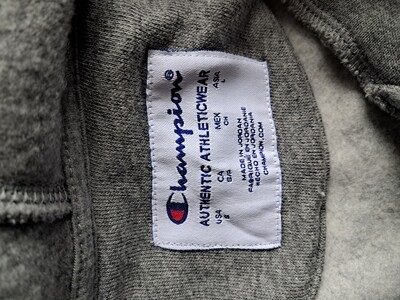 Champion®
AUTHENTIC ATHLETICWEAR
USA CA MEX ASIA
S S/G CH L
MADE IN JORDAN
FABRIQUÉ EN JORDANIE
HECHO EN JORDANIA
CHAMPION.COM